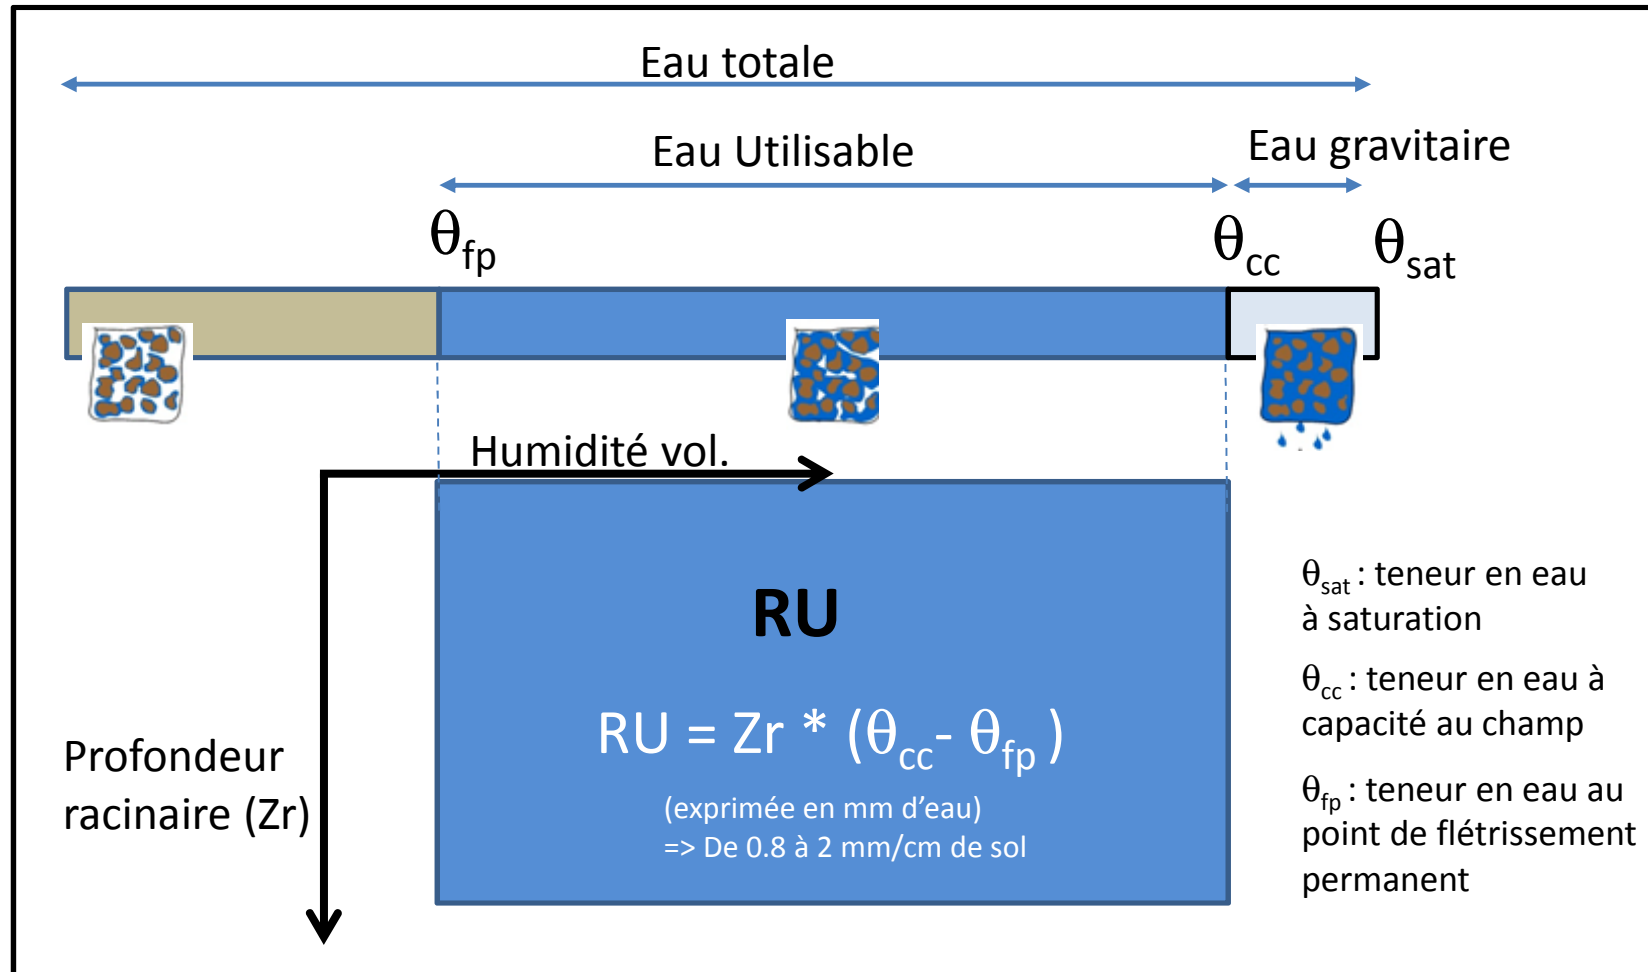 Eau totale
Eau Utilisable
Eau gravitaire
θfp
θcc
θsat
Humidité vol.
RU
RU = Zr * (θcc- θfp )
(exprimée en mm d’eau)
=> De 0.8 à 2 mm/cm de sol
Profondeur
racinaire (Zr)
θsat : teneur en eau
à saturation
θcc : teneur en eau à
capacité au champ
θfp : teneur en eau au
point de flétrissement
permanent